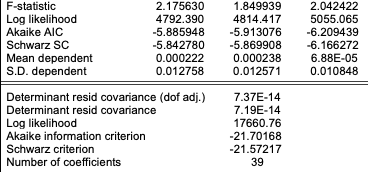 F-statistic 2.175630 1.849939 2.042422
Log likelihood 4792.390 4814.417 5055.065
Akaike AIC -5.885948 -5.913076 -6.209439
Schwarz SC -5.842780 -5.869908 -6.166272
Mean dependent 0.000222 0.000238 6.88E-05
S.D. dependent 0.012758 0.012571 0.010848
Determinant resid covariance (dof adj.) 7.37E-14
Determinant resid covariance 7.19E-14
Log likelihood 17660.76
Akaike information criterion -21.70168
Schwarz criterion -21.57217
Number of coefficients 39